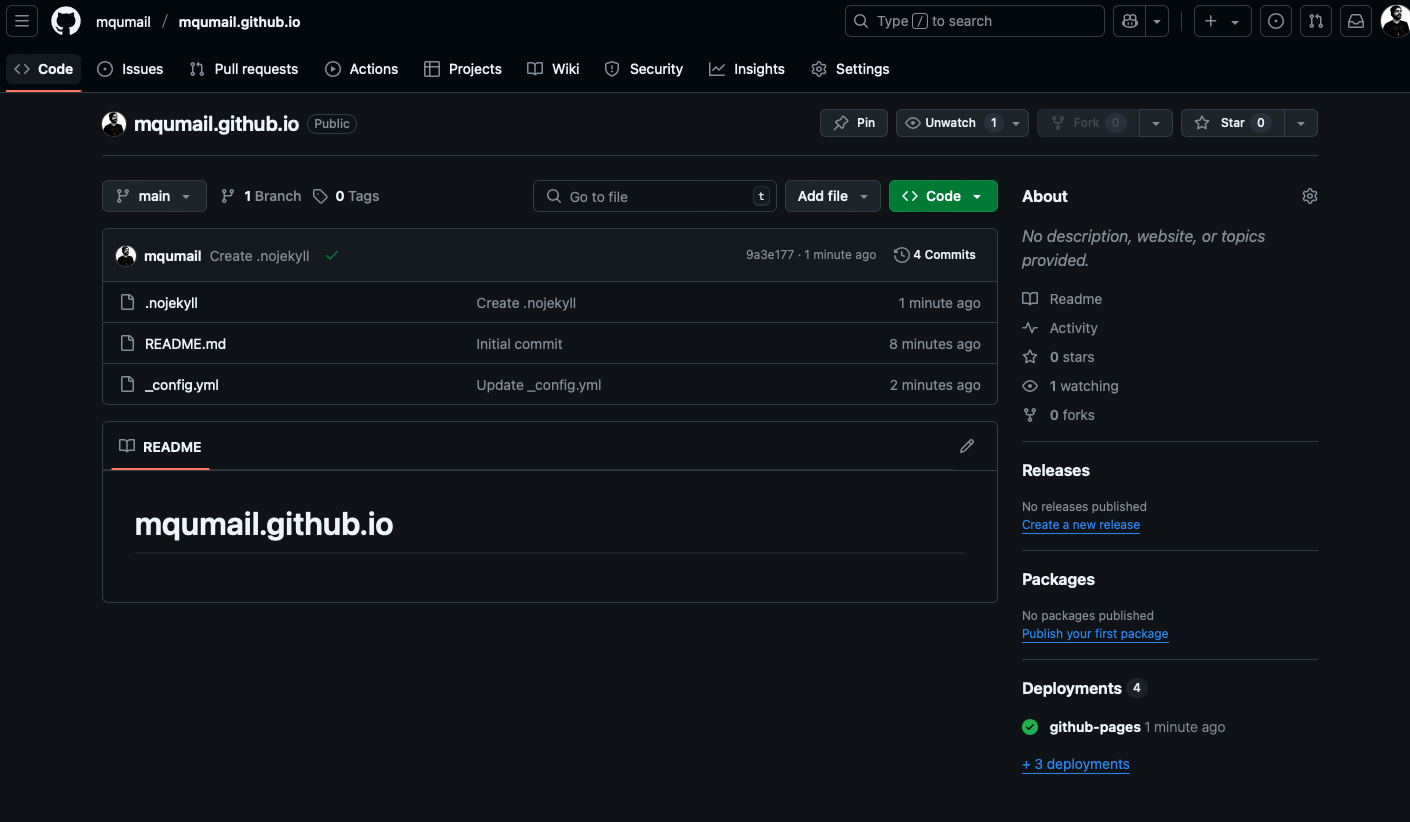 mqumail / mqumail.github.io
Type / to search
Code Issues Pull requests Actions Projects Wiki Security Insights Settings
mqumail.github.io Public
Pin Unwatch 1 Fork 0 Star 0
main 1 Branch 0 Tags
Go to file t
Add file Code
mqumail Create .nojekyll 9a3e177 · 1 minute ago 4 Commits
.nojekyll Create .nojekyll 1 minute ago
README.md Initial commit 8 minutes ago
_config.yml Update _config.yml 2 minutes ago
README
mqumail.github.io
About
No description, website, or topics
provided.
Readme
Activity
0 stars
1 watching
0 forks
Releases
No releases published
Create a new release
Packages
No packages published
Publish your first package
Deployments 4
github-pages 1 minute ago
+ 3 deployments